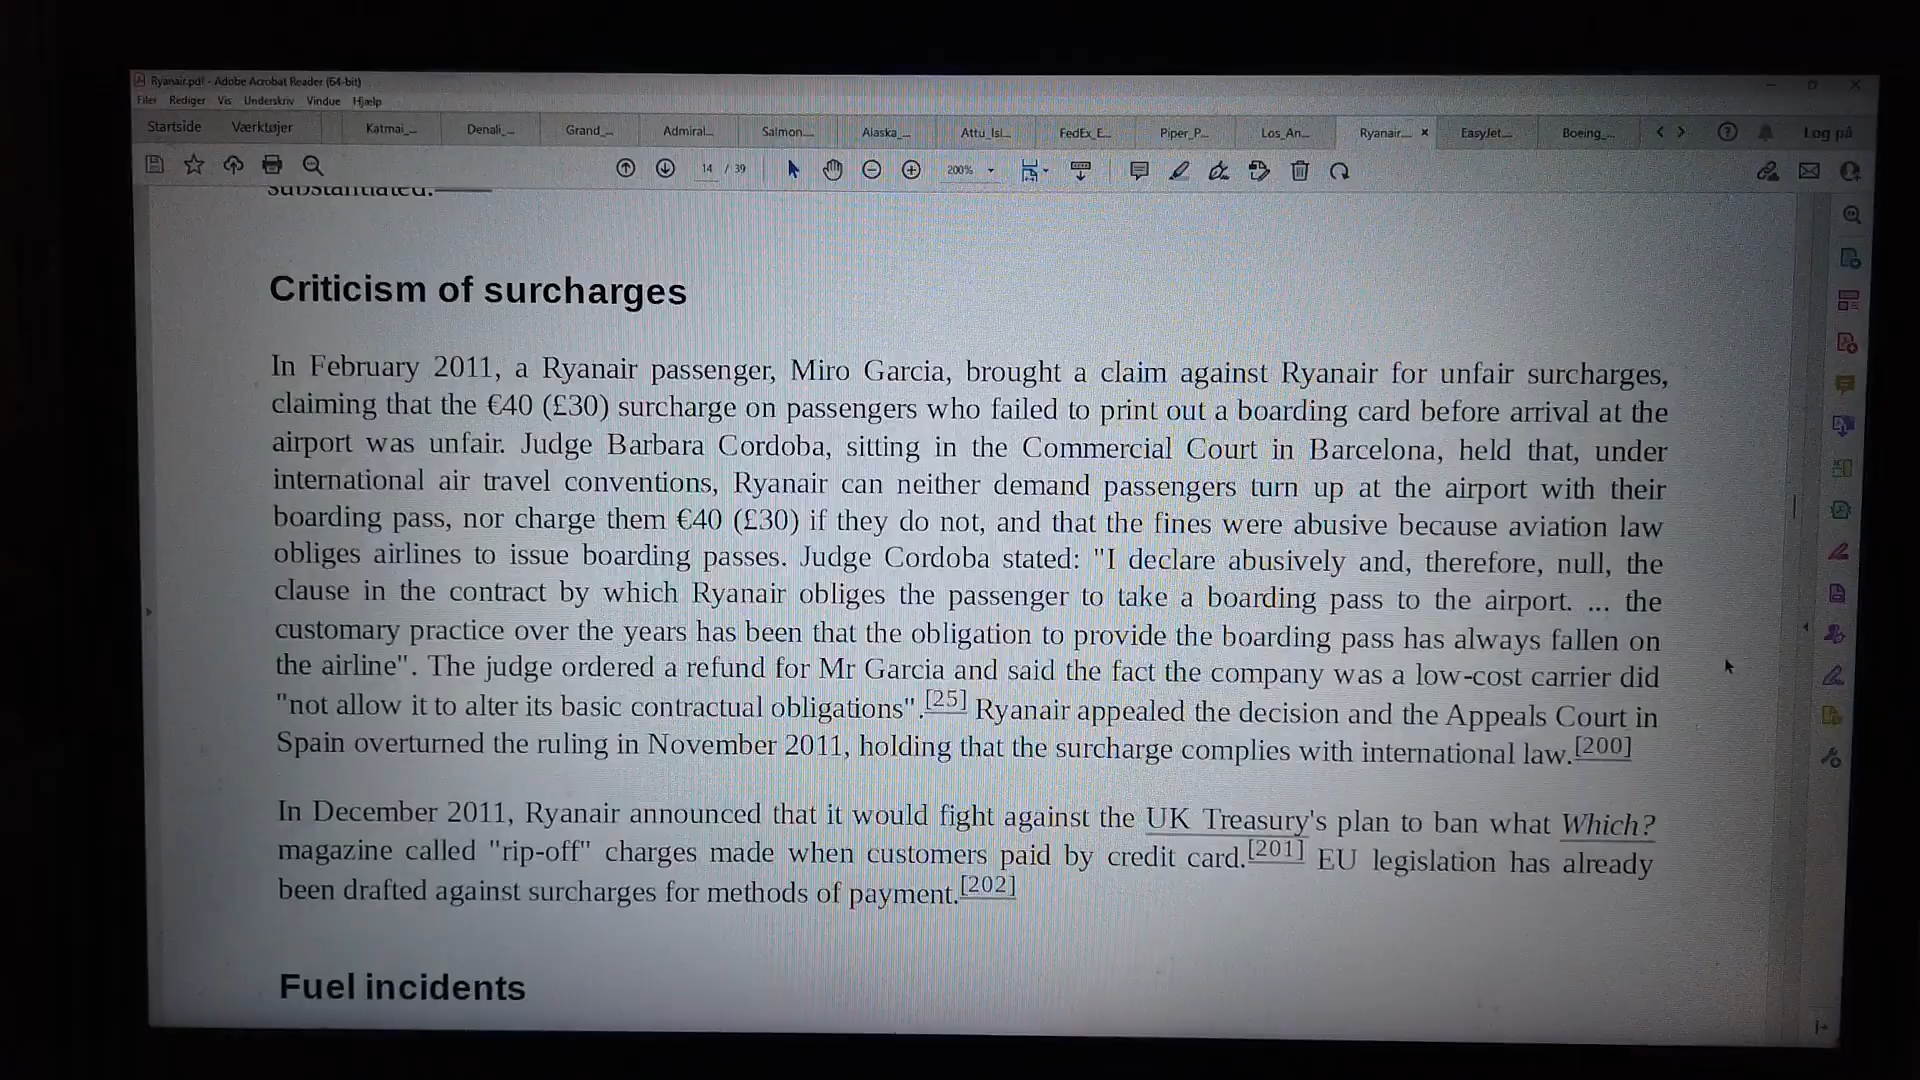 Ryanair.pdf - Adobe Acrobat Reader (64-bit)
Filer Rediger Vis Underskriv Vindue Hjælp
Startside Værktøjer Katmai_... Denali_... Grand_... Admiral... Salmon.... Alaska_... Attu_Isl... FedEx_E... Piper_P... Los_An... Ryanair.... × EasyJet.... Boeing_... Log på
14 / 39 200%
substantiated.
Criticism of surcharges
In February 2011, a Ryanair passenger, Miro Garcia, brought a claim against Ryanair for unfair surcharges,
claiming that the €40 (£30) surcharge on passengers who failed to print out a boarding card before arrival at the
airport was unfair. Judge Barbara Cordoba, sitting in the Commercial Court in Barcelona, held that, under
international air travel conventions, Ryanair can neither demand passengers turn up at the airport with their
boarding pass, nor charge them €40 (£30) if they do not, and that the fines were abusive because aviation law
obliges airlines to issue boarding passes. Judge Cordoba stated: "I declare abusively and, therefore, null, the
clause in the contract by which Ryanair obliges the passenger to take a boarding pass to the airport. ... the
customary practice over the years has been that the obligation to provide the boarding pass has always fallen on
the airline". The judge ordered a refund for Mr Garcia and said the fact the company was a low-cost carrier did
"not allow it to alter its basic contractual obligations".[25] Ryanair appealed the decision and the Appeals Court in
Spain overturned the ruling in November 2011, holding that the surcharge complies with international law.[200]
In December 2011, Ryanair announced that it would fight against the UK Treasury's plan to ban what Which?
magazine called "rip-off" charges made when customers paid by credit card.[201] EU legislation has already
been drafted against surcharges for methods of payment.[202]
Fuel incidents